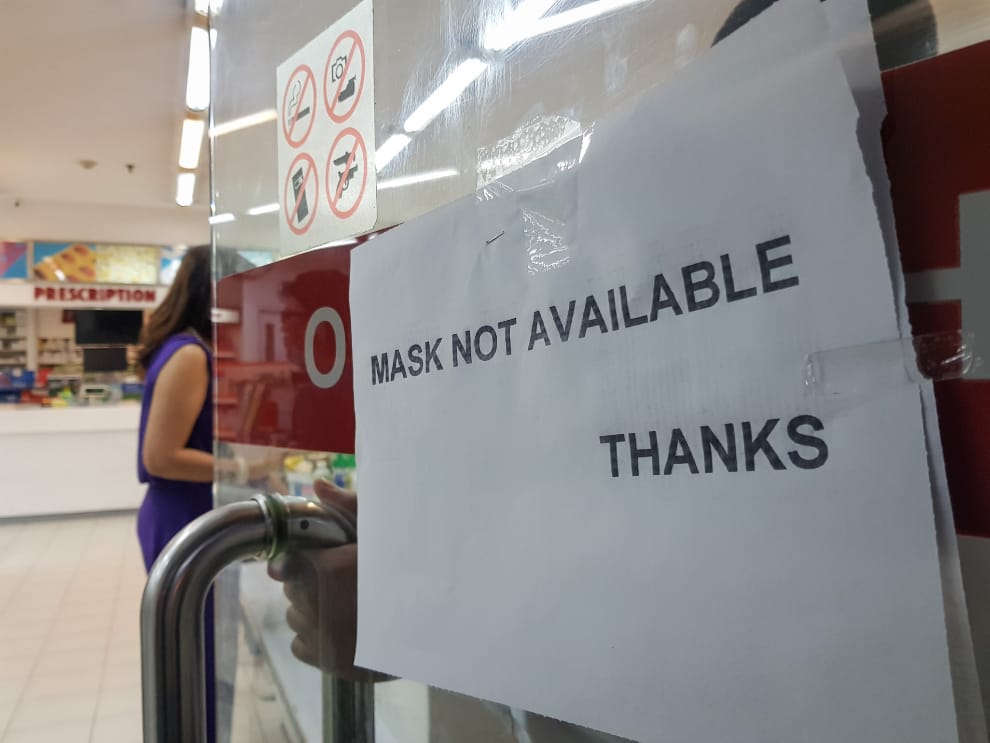 PRESCRIPTION
O
MASK NOT AVAILABLE
THANKS